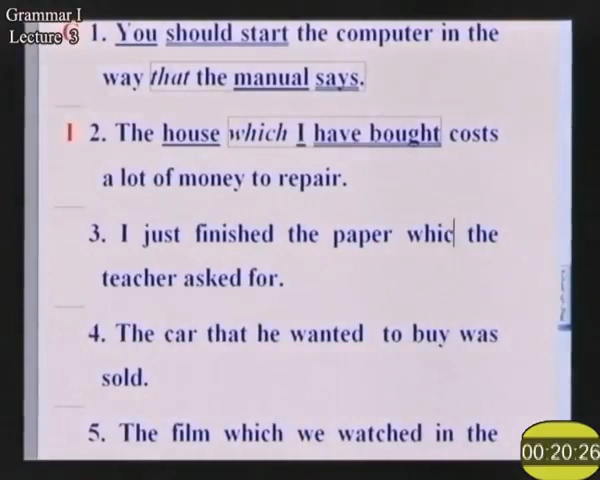 Grammar I
Lecture 3
C 1. You should start the computer in the
way that the manual says.
I 2. The house which I have bought costs
a lot of money to repair.
3. I just finished the paper whic the
teacher asked for.
4. The car that he wanted to buy was
sold.
5. The film which we watched in the
00:20:26